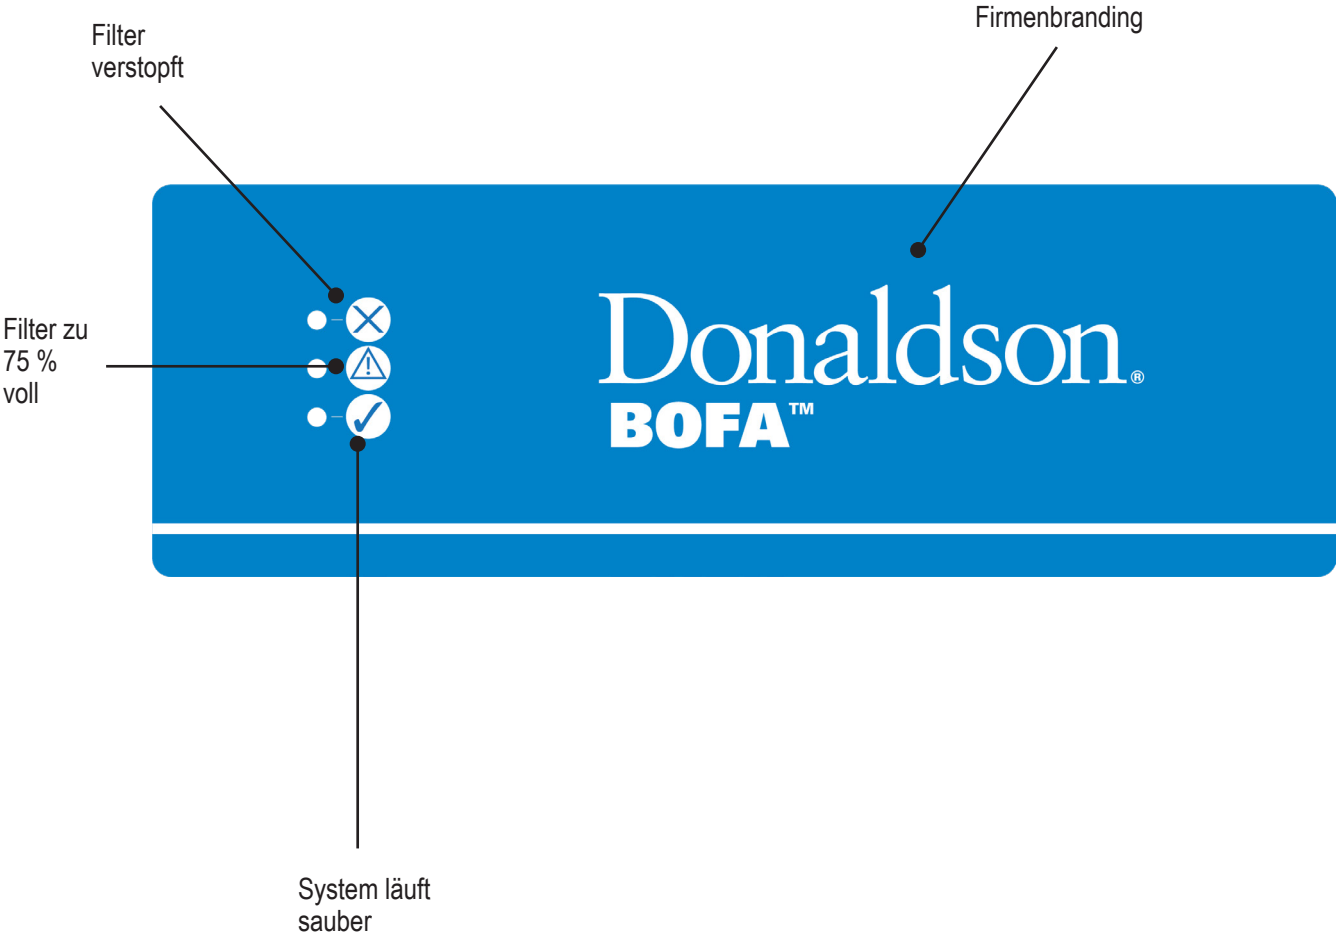 Firmenbranding
Filter
verstopft
Filter zu
75 %
voll
Donaldson®
BOFA™
System läuft
sauber